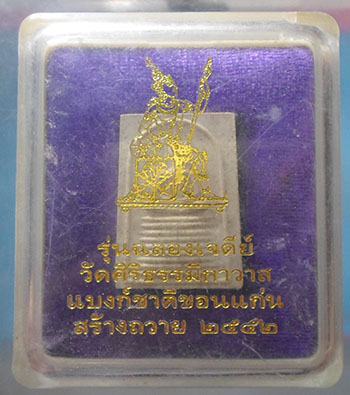 รุ่นฉลองเจดีย์
วัดศิริธรรมิกาวาส
แบงก์ชาติขอนแก่น
สร้างถวาย ๒๕๔๒